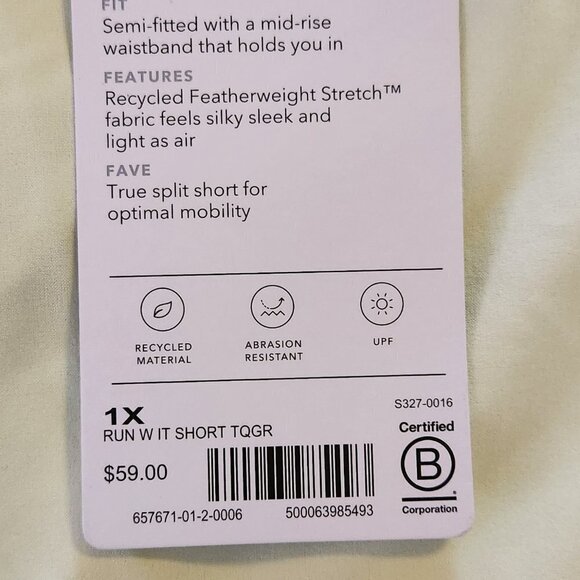 FIT
Semi-fitted with a mid-rise
waistband that holds you in
FEATURES
Recycled Featherweight Stretch™
fabric feels silky sleek and
light as air
FAVE
True split short for
optimal mobility
RECYCLED
MATERIAL
ABRASION
RESISTANT
UPF
1X
S327-0016
RUN W IT SHORT TQGR
$59.00
Certified
B
Corporation
657671-01-2-0006
500063985493